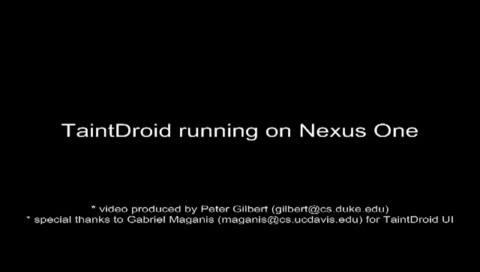 TaintDroid running on Nexus One
* video produced by Peter Gilbert (gilbert@cs.duke.edu)
* special thanks to Gabriel Maganis (maganis@cs.ucdavis.edu) for TaintDroid UI